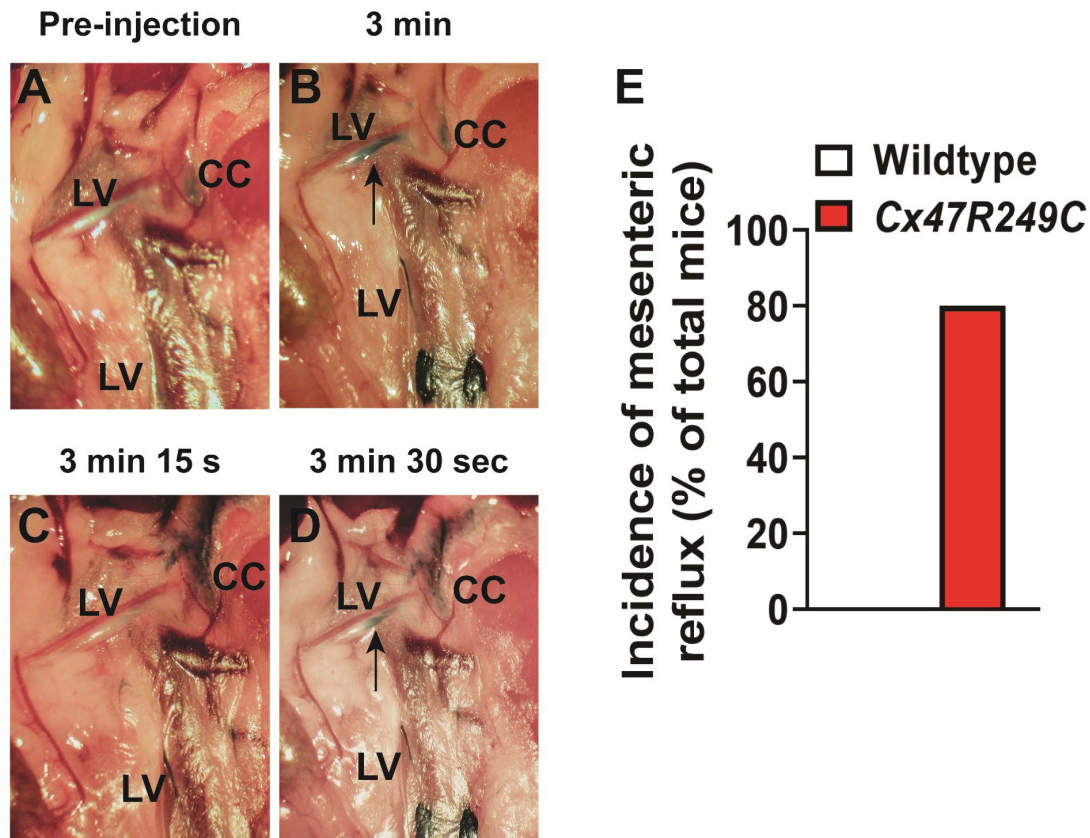 Pre-injection
3 min
A
LV
CC
LV
B
LV
CC
LV
3 min 15 s
3 min 30 sec
C
LV
CC
LV
D
LV
CC
LV
E
Wildtype
Cx47R249C
Incidence of mesenteric
reflux (% of total mice)
100
80
60
40
20
0